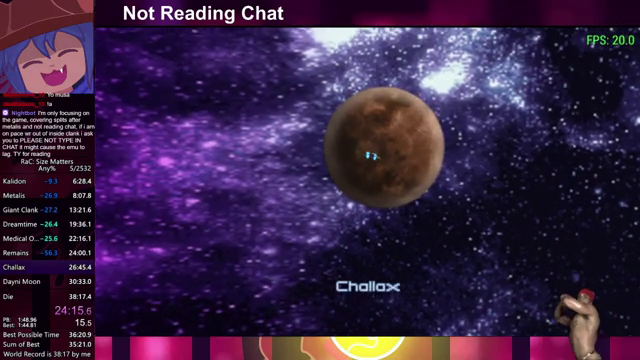 Not Reading Chat
FPS: 20.0
Yo musa
!a
Nightbot I'm only focusing on
the game, covering splits after
metalis and not reading chat, if i am
on pace wr out of inside clank i ask
you to PLEASE NOT TYPE IN
CHAT it might cause the emu to
lag. TY for reading
RaC: Size Matters
Any% 5/2532
Kalidon -9.3 6:28.4
Metalis -26.9 8:07.8
Giant Clank -27.2 13:21.6
Dreamtime -26.4 19:36.1
Medical O... -25.6 22:16.1
Remains -56.3 24:00.1
Challax 26:45.4
Dayni Moon 30:33.0
Die 38:17.4
24:15.6
PB: 1:48.96
Best: 1:44.81
15.5
Best Possible Time 36:20.9
Sum of Best 35:21.0
World Record is 38:17 by me
Challax